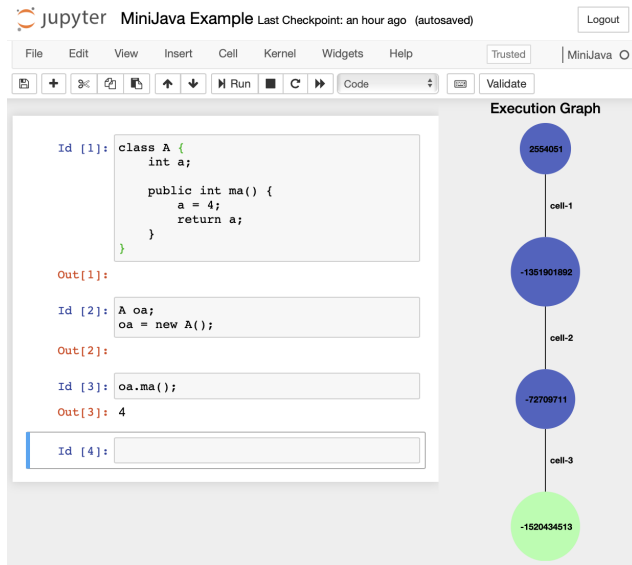 jupyter MiniJava Example Last Checkpoint: an hour ago (autosaved) Logout
File Edit View Insert Cell Kernel Widgets Help Trusted MiniJava
Run Code Validate
Execution Graph
Id [1]: class A {
int a;
public int ma() {
a = 4;
return a;
}
}
Out[1]:
Id [2]: A oa;
oa = new A();
Out[2]:
Id [3]: oa.ma();
Out[3]: 4
Id [4]:
2554051
cell-1
-1351901892
cell-2
-72709711
cell-3
-1520434513